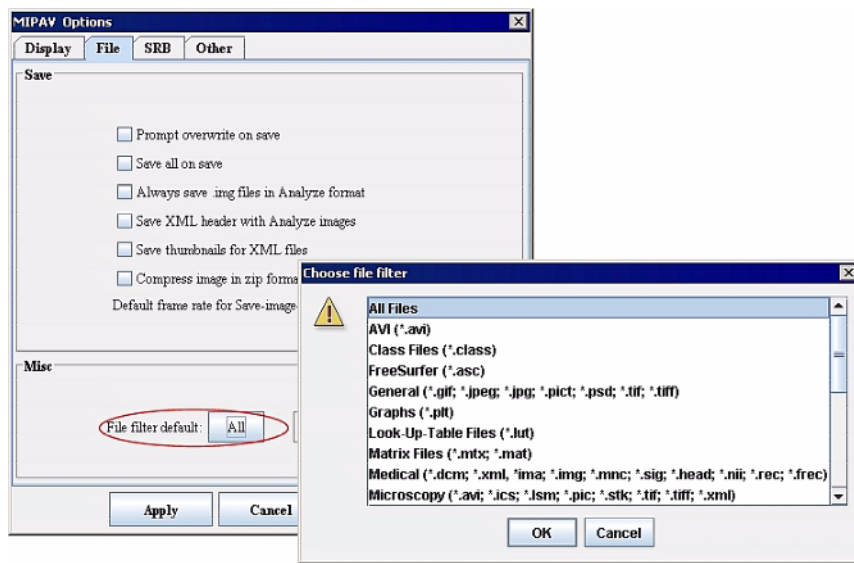 MIPAV Options
Display File SRB Other
Save
Prompt overwrite on save
Save all on save
Always save .img files in Analyze format
Save XML header with Analyze images
Save thumbnails for XML files
Compress image in zip forma
Default frame rate for Save-image-
Misc
File filter default: All
Apply Cancel
Choose file filter
All Files
AVI (*.avi)
Class Files (*.class)
FreeSurfer (*.asc)
General (*.gif; *.jpeg; *.jpg; *.pict; *.psd; *.tif; *.tiff)
Graphs (*.plt)
Look-Up-Table Files (*.lut)
Matrix Files (*.mtx; *.mat)
Medical (*.dcm; *.xml, *ima; *.img; *.mnc; *.sig; *.head; *.nii; *.rec; *.frec)
Microscopy (*.avi; *.ics; *.lsm; *.pic; *.stk; *.tif; *.tiff; *.xml)
OK Cancel